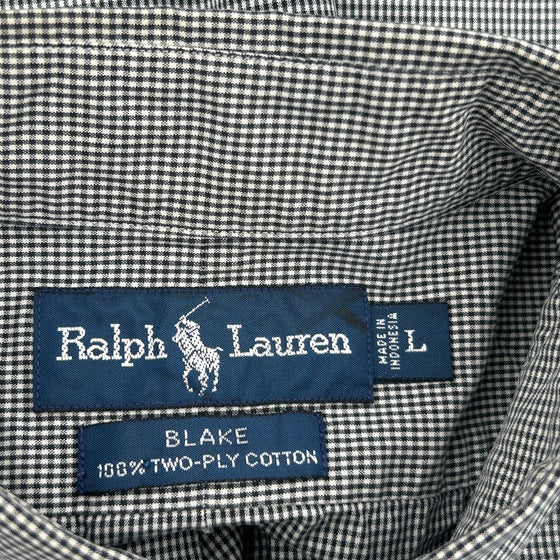 Ralph Lauren
MADE IN
INDONESIA
L
BLAKE
100% TWO-PLY COTTON